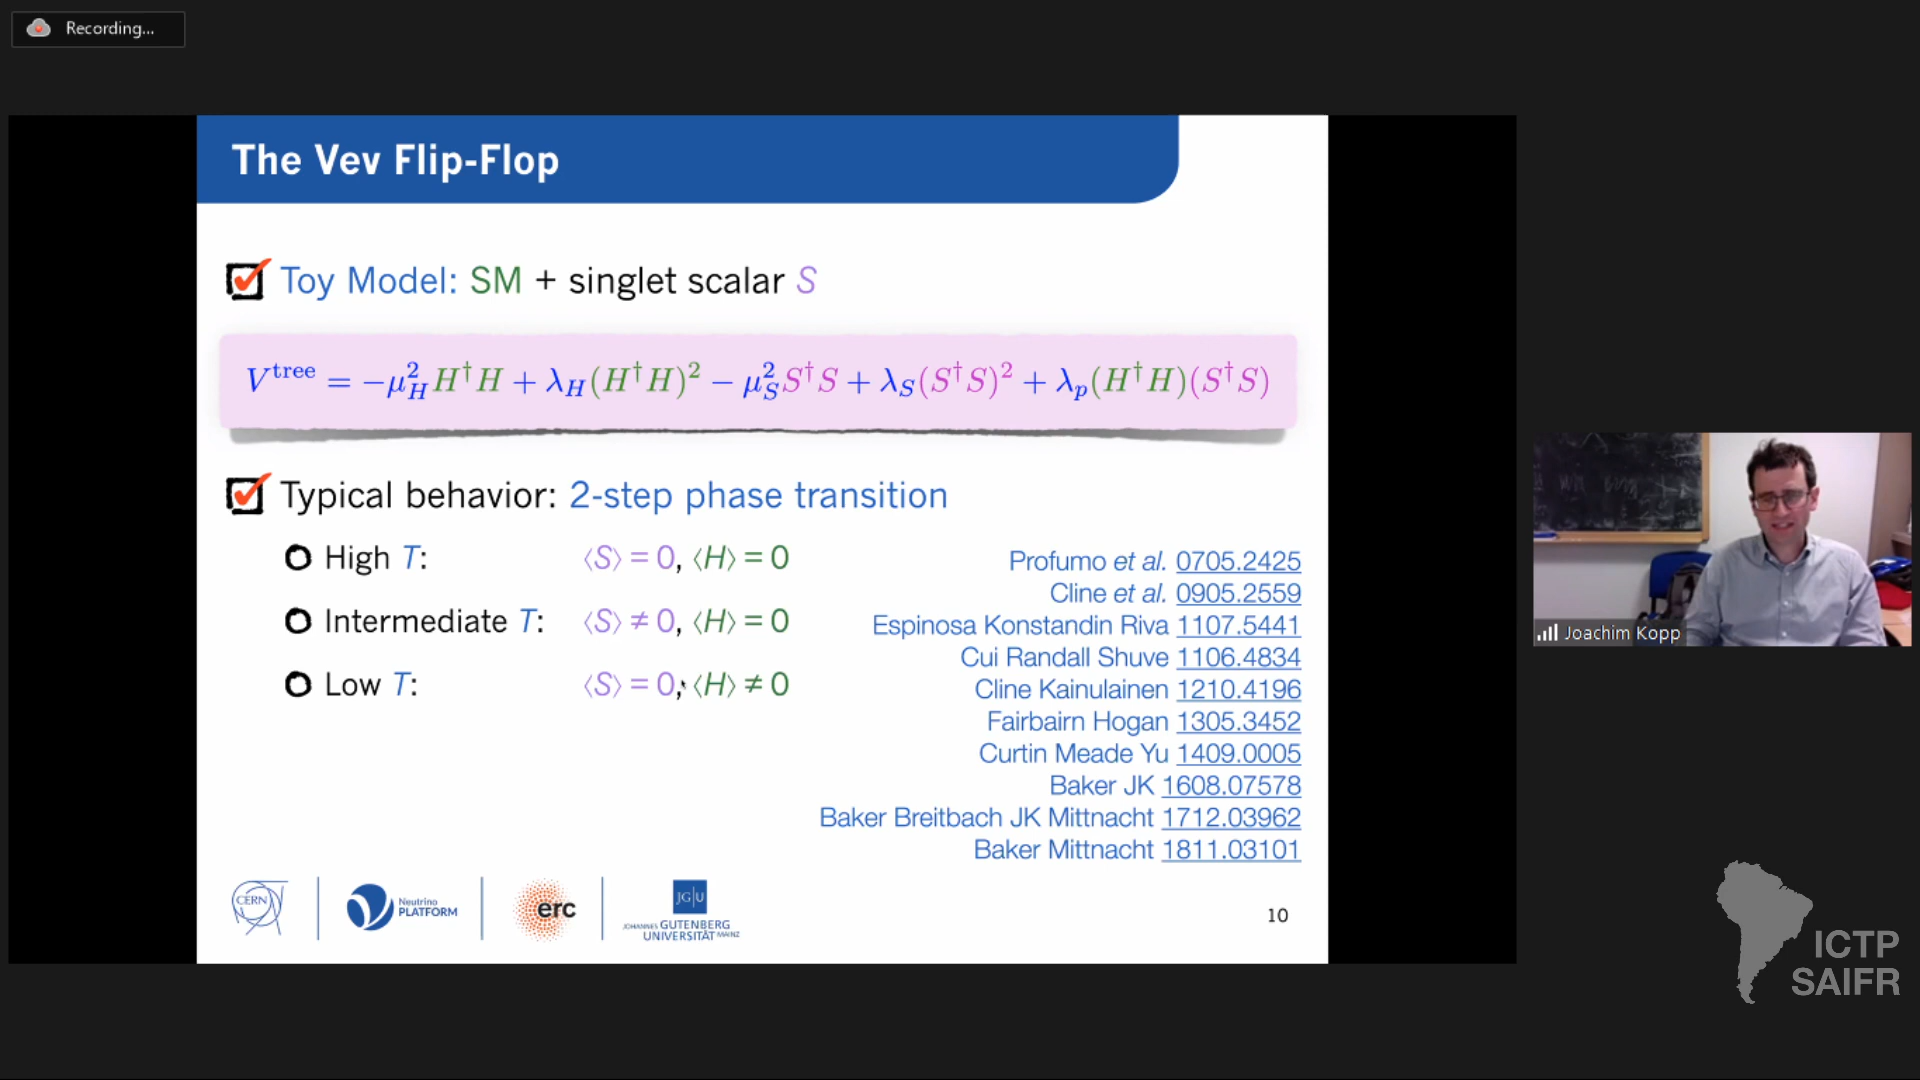 Recording...
The Vev Flip-Flop
Toy Model: SM + singlet scalar S
V^tree = −μ_H^2 H†H + λ_H(H†H)^2 − μ_S^2 S†S + λ_S(S†S)^2 + λ_p(H†H)(S†S)
Typical behavior: 2-step phase transition
High T: ⟨S⟩ = 0, ⟨H⟩ = 0
Intermediate T: ⟨S⟩ ≠ 0, ⟨H⟩ = 0
Low T: ⟨S⟩ = 0, ⟨H⟩ ≠ 0
Profumo et al. 0705.2425
Cline et al. 0905.2559
Espinosa Konstandin Riva 1107.5441
Cui Randall Shuve 1106.4834
Cline Kainulainen 1210.4196
Fairbairn Hogan 1305.3452
Curtin Meade Yu 1409.0005
Baker JK 1608.07578
Baker Breitbach JK Mittnacht 1712.03962
Baker Mittnacht 1811.03101
CERN
Neutrino
PLATFORM
erc
JG|U
JOHANNES GUTENBERG
UNIVERSITÄT MAINZ
10
Joachim Kopp
ICTP
SAIFR